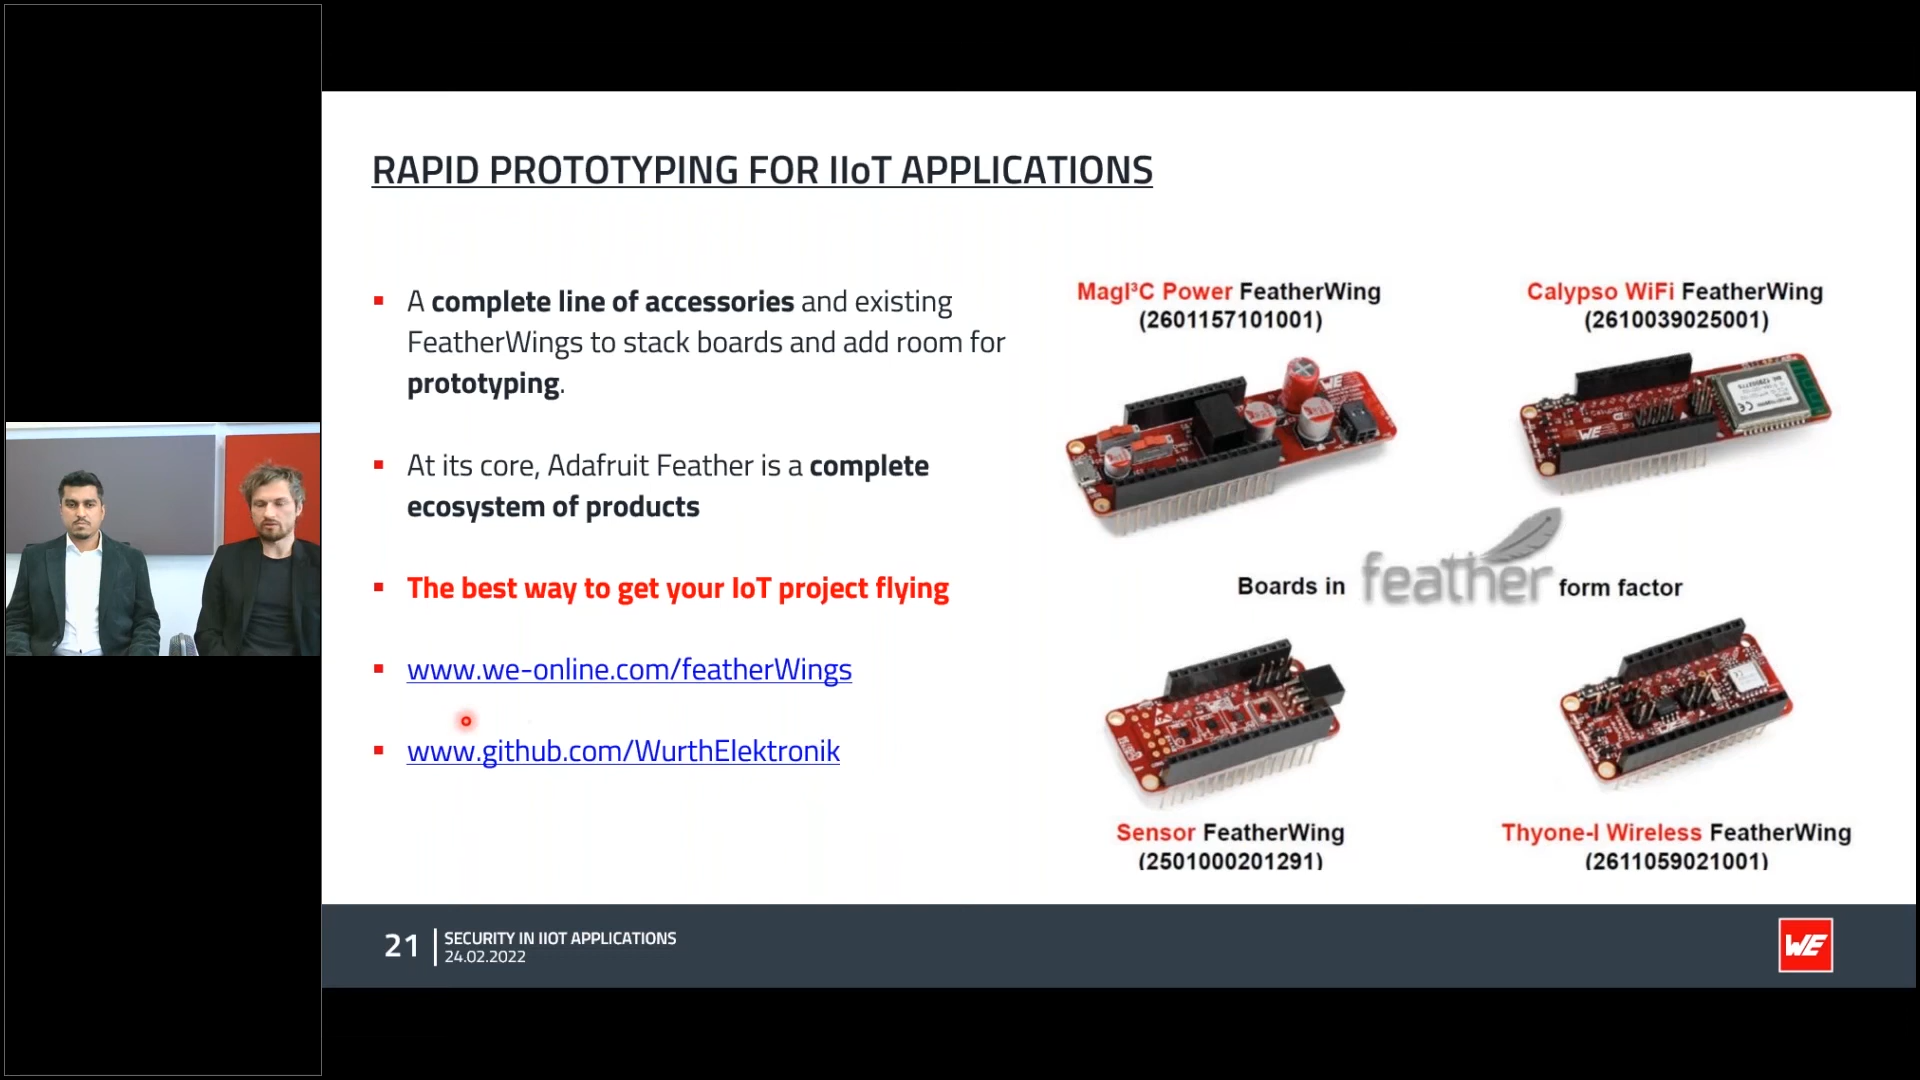 RAPID PROTOTYPING FOR IIoT APPLICATIONS
A complete line of accessories and existing
FeatherWings to stack boards and add room for
prototyping.
At its core, Adafruit Feather is a complete
ecosystem of products
The best way to get your IoT project flying
www.we-online.com/featherWings
www.github.com/WurthElektronik
MagI³C Power FeatherWing
(2601157101001)
Calypso WiFi FeatherWing
(2610039025001)
Boards in feather form factor
Sensor FeatherWing
(2501000201291)
Thyone-I Wireless FeatherWing
(2611059021001)
21
SECURITY IN IIOT APPLICATIONS
24.02.2022
WE